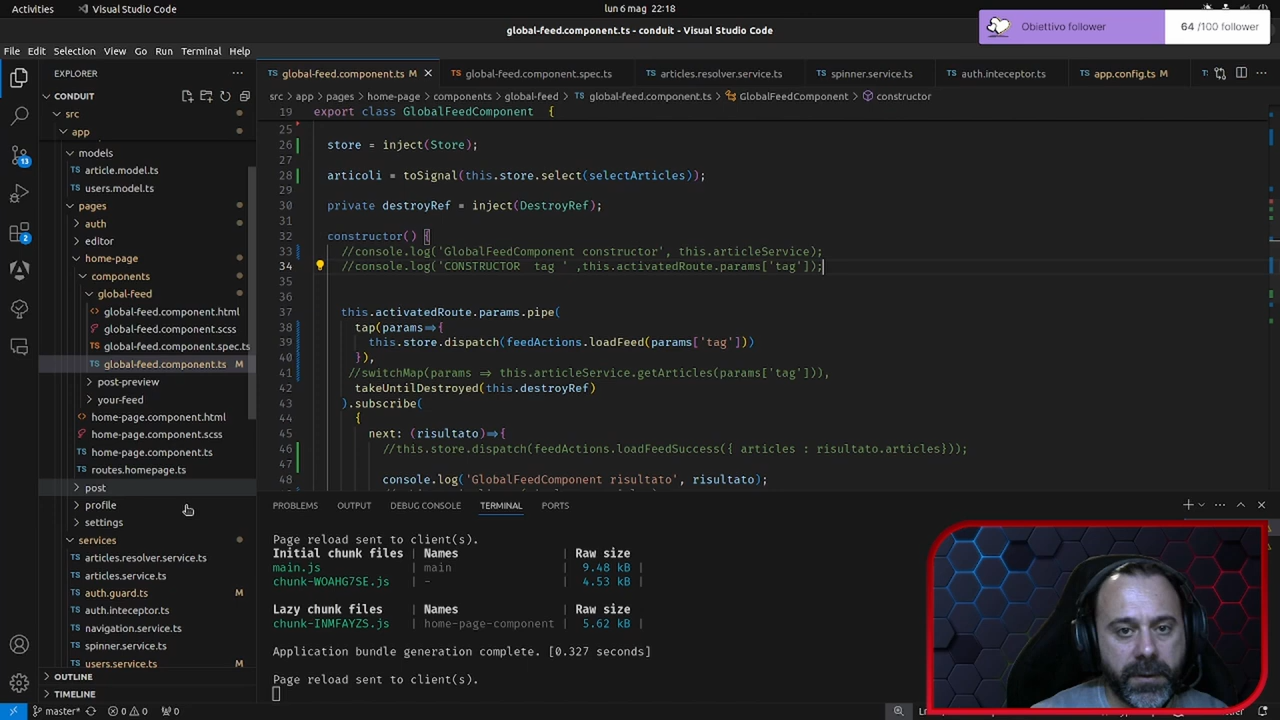 Activities
Visual Studio Code
lun 6 mag 22:18
global-feed.component.ts - conduit - Visual Studio Code
Obiettivo follower
64 /100 follower
File Edit Selection View Go Run Terminal Help
EXPLORER
global-feed.component.ts M
global-feed.component.spec.ts
articles.resolver.service.ts
spinner.service.ts
auth.inteceptor.ts
app.config.ts M
CONDUIT
src
app
models
article.model.ts
users.model.ts
pages
auth
editor
home-page
components
global-feed
global-feed.component.html
global-feed.component.scss
global-feed.component.spec.ts
global-feed.component.ts M
post-preview
your-feed
home-page.component.html
home-page.component.scss
home-page.component.ts
routes.homepage.ts
post
profile
settings
services
articles.resolver.service.ts
articles.service.ts
auth.guard.ts M
auth.inteceptor.ts
navigation.service.ts
spinner.service.ts
users.service.ts M
OUTLINE
TIMELINE
src > app > pages > home-page > components > global-feed > global-feed.component.ts > GlobalFeedComponent > constructor
19 export class GlobalFeedComponent {
25
26 store = inject(Store);
27
28 articoli = toSignal(this.store.select(selectArticles));
29
30 private destroyRef = inject(DestroyRef);
31
32 constructor() {
33 //console.log('GlobalFeedComponent constructor', this.articleService);
34 //console.log('CONSTRUCTOR tag ' ,this.activatedRoute.params['tag']);
35
36
37 this.activatedRoute.params.pipe(
38 tap(params⇒{
39 this.store.dispatch(feedActions.loadFeed(params['tag']))
40 }),
41 //switchMap(params ⇒ this.articleService.getArticles(params['tag'])),
42 takeUntilDestroyed(this.destroyRef)
43 ).subscribe(
44 {
45 next: (risultato)⇒{
46 //this.store.dispatch(feedActions.loadFeedSuccess({ articles : risultato.articles}));
47
48 console.log('GlobalFeedComponent risultato', risultato);
PROBLEMS OUTPUT DEBUG CONSOLE TERMINAL PORTS
Page reload sent to client(s).
Initial chunk files | Names | Raw size
main.js | main | 9.48 kB |
chunk-WOAHG7SE.js | - | 4.53 kB |
Lazy chunk files | Names | Raw size
chunk-INMFAYZS.js | home-page-component | 5.62 kB |
Application bundle generation complete. [0.327 seconds]
Page reload sent to client(s).
13
2
master*
0 0
0